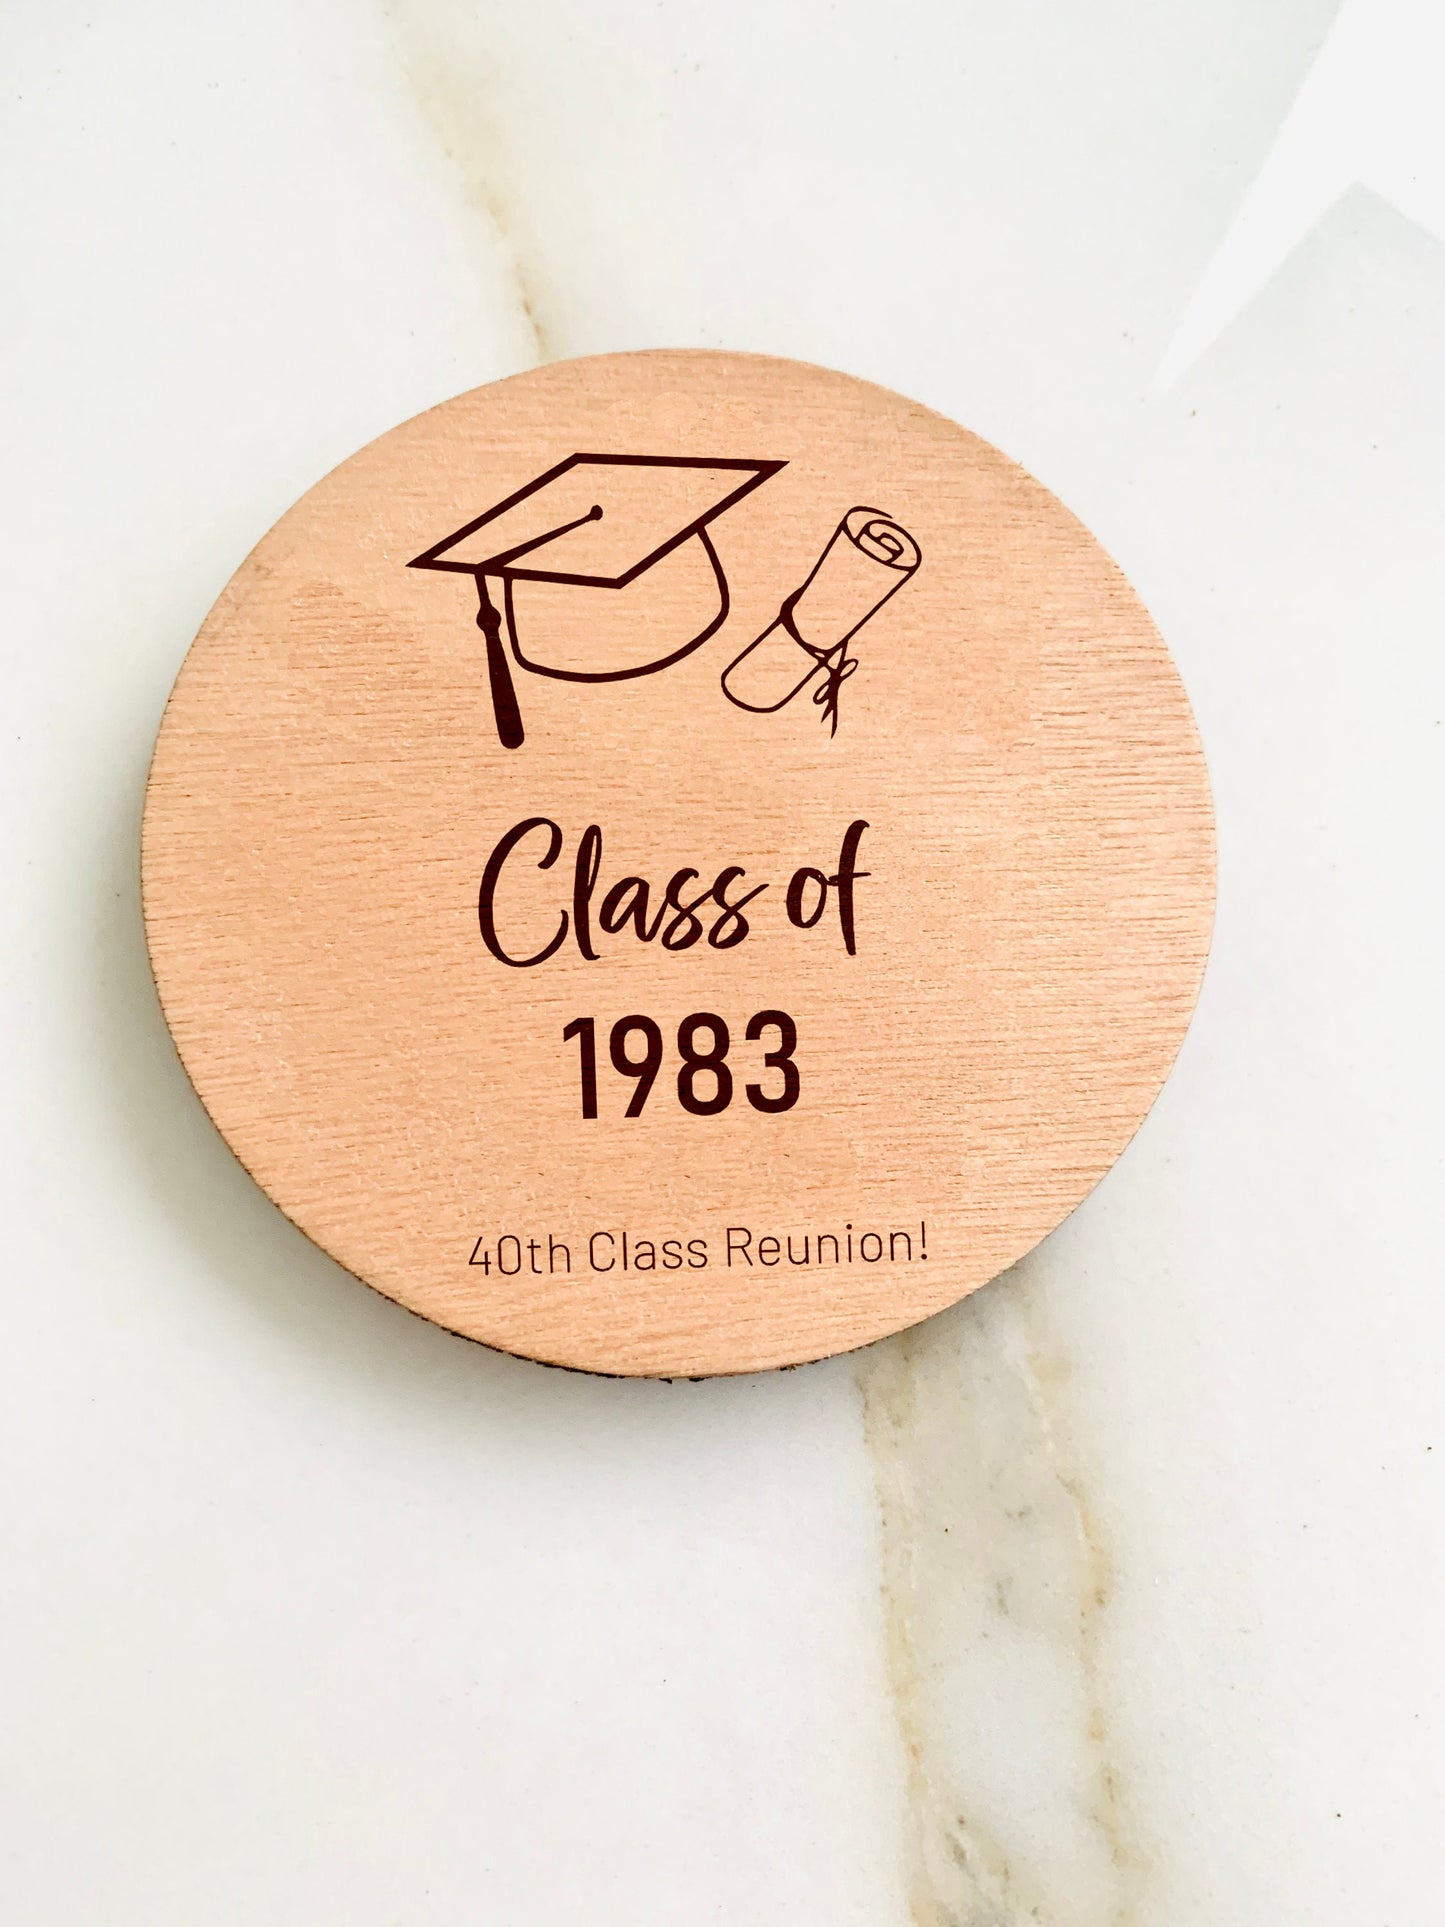 Class of
1983
40th Class Reunion!